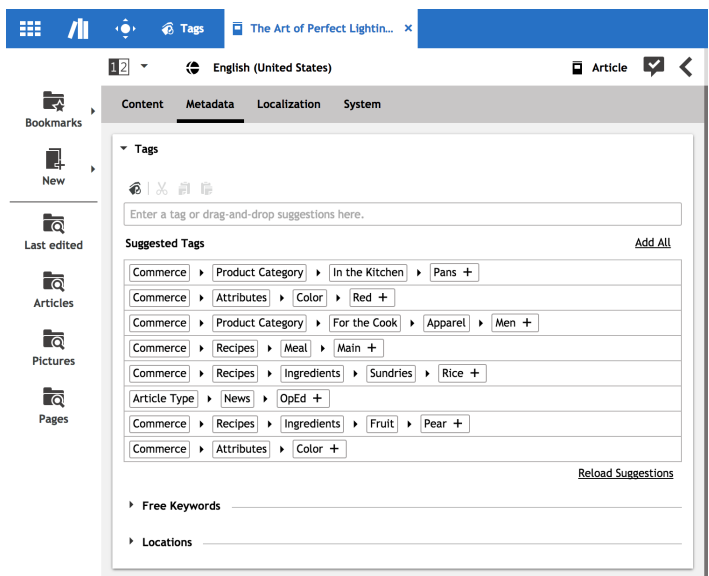 Tags
The Art of Perfect Lightin... ×
12
English (United States)
Article
Bookmarks
New
Last edited
Articles
Pictures
Pages
Content Metadata Localization System
Tags
Enter a tag or drag-and-drop suggestions here.
Suggested Tags Add All
Commerce Product Category In the Kitchen Pans +
Commerce Attributes Color Red +
Commerce Product Category For the Cook Apparel Men +
Commerce Recipes Meal Main +
Commerce Recipes Ingredients Sundries Rice +
Article Type News OpEd +
Commerce Recipes Ingredients Fruit Pear +
Commerce Attributes Color +
Reload Suggestions
Free Keywords
Locations